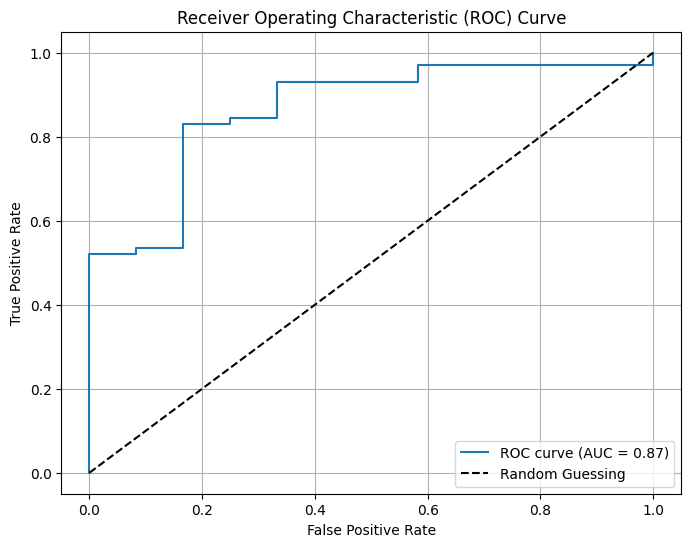 Receiver Operating Characteristic (ROC) Curve
1.0
0.8
0.6
0.4
0.2
0.0
True Positive Rate
ROC curve (AUC = 0.87)
Random Guessing
0.0 0.2 0.4 0.6 0.8 1.0
False Positive Rate